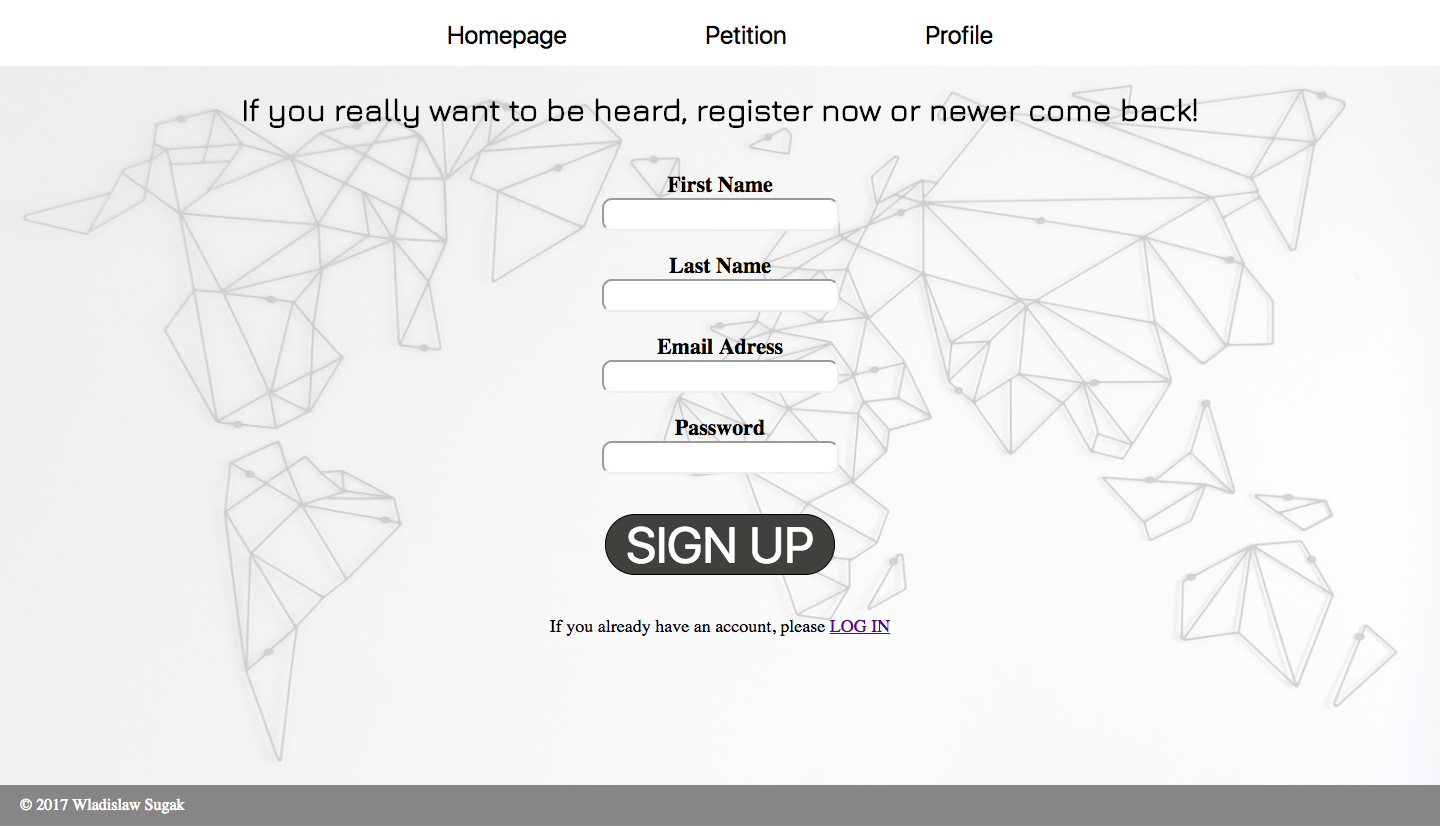 Homepage Petition Profile
If you really want to be heard, register now or newer come back!
First Name
Last Name
Email Adress
Password
SIGN UP
If you already have an account, please LOG IN
© 2017 Wladislaw Sugak